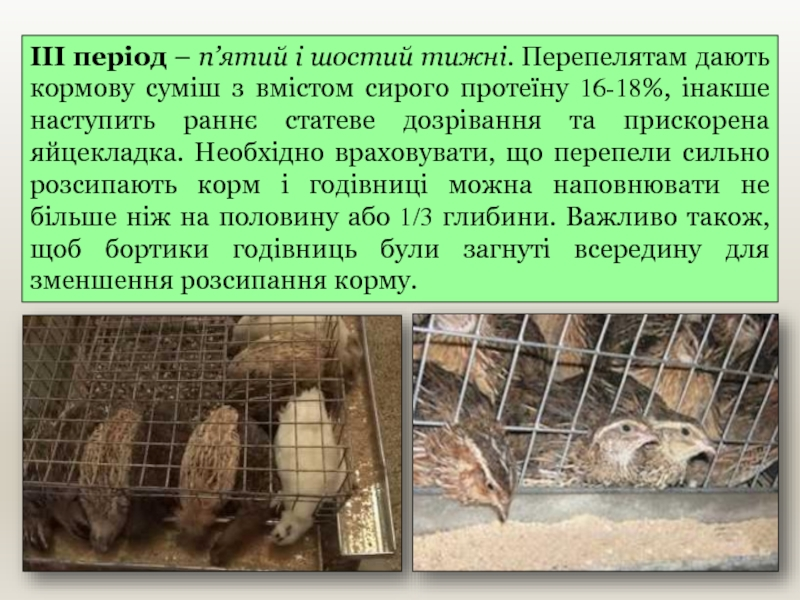 ІІІ період – п’ятий і шостий тижні. Перепелятам дають
кормову суміш з вмістом сирого протеїну 16-18%, інакше
наступить раннє статеве дозрівання та прискорена
яйцекладка. Необхідно враховувати, що перепели сильно
розсипають корм і годівниці можна наповнювати не
більше ніж на половину або 1/3 глибини. Важливо також,
щоб бортики годівниць були загнуті всередину для
зменшення розсипання корму.